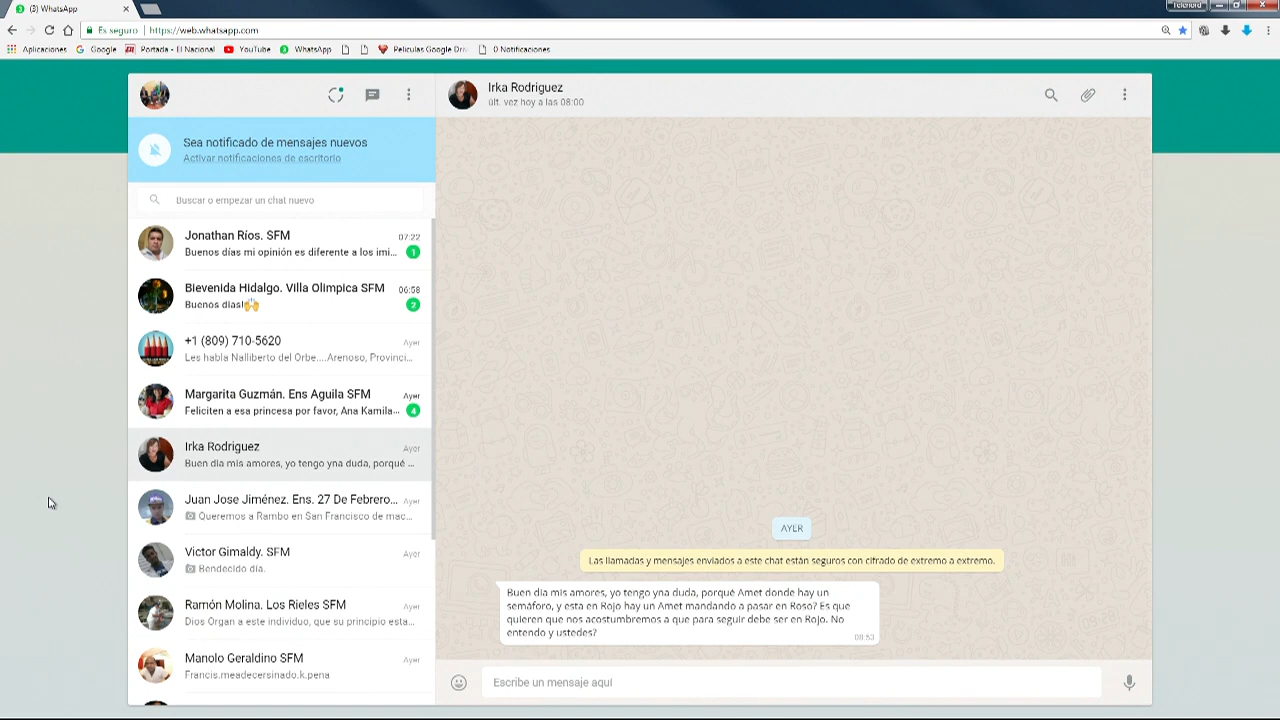 (3) WhatsApp
Telenord
Es seguro | https://web.whatsapp.com
Aplicaciones Google Portada - El Nacional YouTube WhatsApp Peliculas Google Dri 0 Notificaciones
Irka Rodriguez
últ. vez hoy a las 08:00
Sea notificado de mensajes nuevos
Activar notificaciones de escritorio
Buscar o empezar un chat nuevo
Jonathan Ríos. SFM 07:22
Buenos días mi opinión es diferente a los imi... 1
Bievenida Hidalgo. Villa Olimpica SFM 06:58
Buenos dias!🙌 2
+1 (809) 710-5620 Ayer
Les habla Nalliberto del Orbe....Arenoso, Provinci...
Margarita Guzmán. Ens Aguila SFM Ayer
Feliciten a esa princesa por favor, Ana Kamila... 4
Irka Rodriguez Ayer
Buen dia mis amores, yo tengo yna duda, porqué ...
Juan Jose Jiménez. Ens. 27 De Febrero... Ayer
Queremos a Rambo en San Francisco de mac...
Victor Gimaldy. SFM Ayer
Bendecido día.
Ramón Molina. Los Rieles SFM Ayer
Dios Organ a este individuo, que su principio esta...
Manolo Geraldino SFM Ayer
Francis.meadecersinado.k.pena
AYER
Las llamadas y mensajes enviados a este chat están seguros con cifrado de extremo a extremo.
Buen dia mis amores, yo tengo yna duda, porqué Amet donde hay un
semáforo, y esta en Rojo hay un Amet mandando a pasar en Roso? Es que
quieren que nos acostumbremos a que para seguir debe ser en Rojo. No
entendo y ustedes?
08:53
Escribe un mensaje aquí